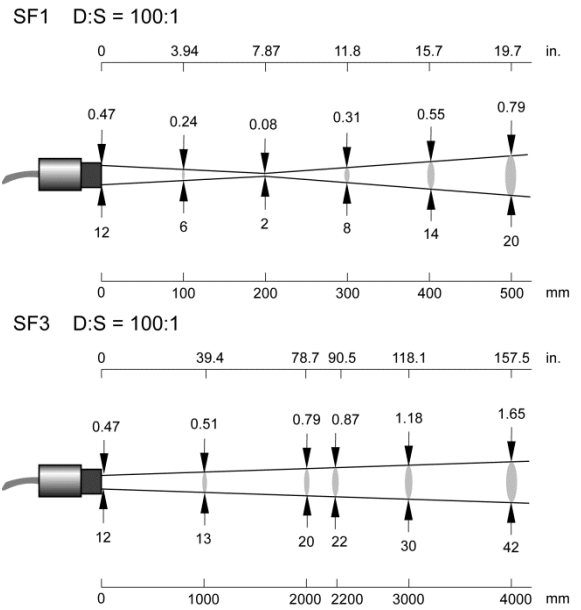 SF1 D:S = 100:1
0 3.94 7.87 11.8 15.7 19.7 in.
0.47 0.24 0.08 0.31 0.55 0.79
12 6 2 8 14 20
0 100 200 300 400 500 mm
SF3 D:S = 100:1
0 39.4 78.7 90.5 118.1 157.5 in.
0.47 0.51 0.79 0.87 1.18 1.65
12 13 20 22 30 42
0 1000 2000 2200 3000 4000 mm